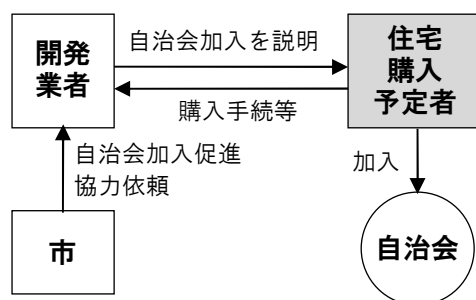 開発
業者
自治会加入を説明
住宅
購入
予定者
購入手続等
自治会加入促進
協力依頼
加入
市
自治会